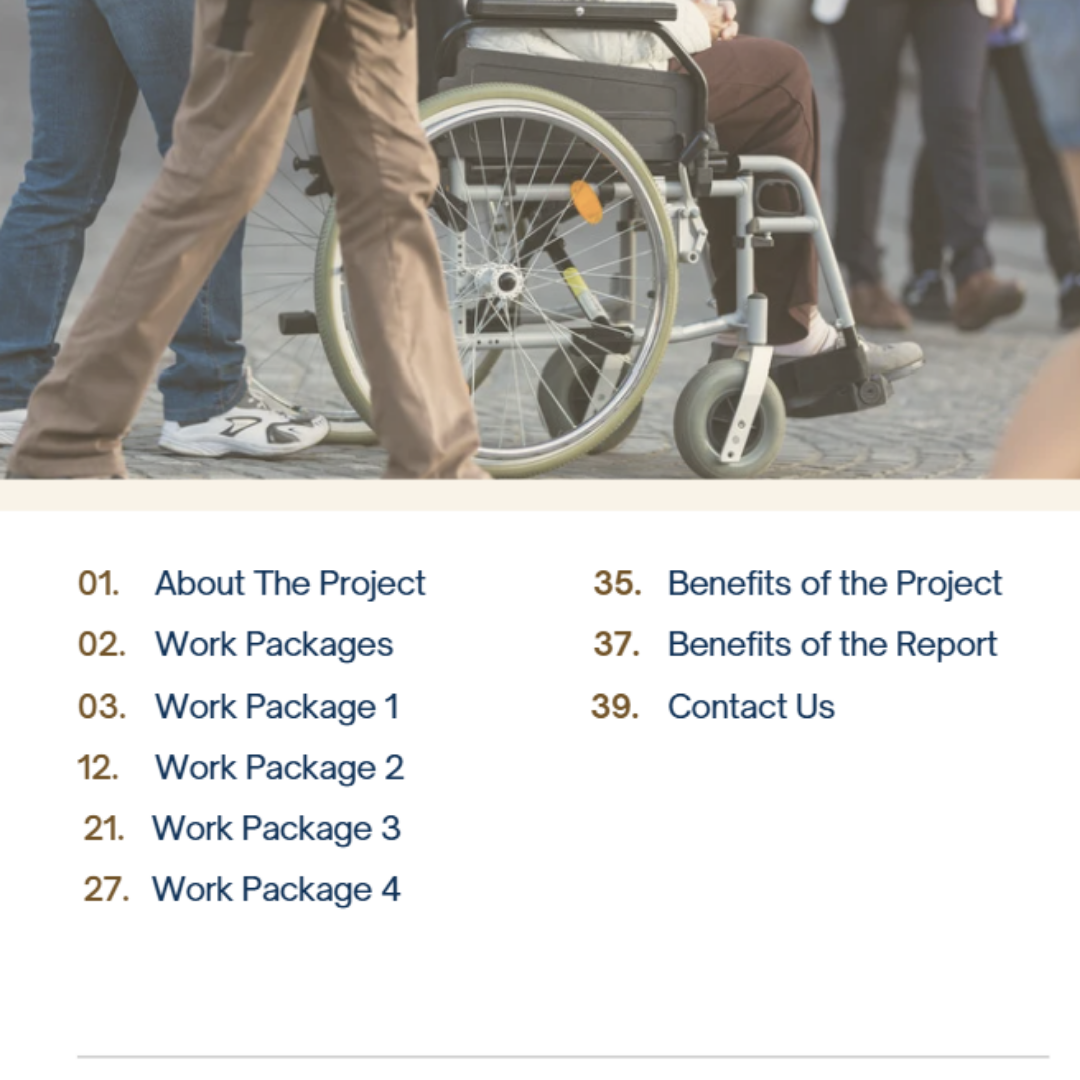 01. About The Project
02. Work Packages
03. Work Package 1
12. Work Package 2
21. Work Package 3
27. Work Package 4
35. Benefits of the Project
37. Benefits of the Report
39. Contact Us